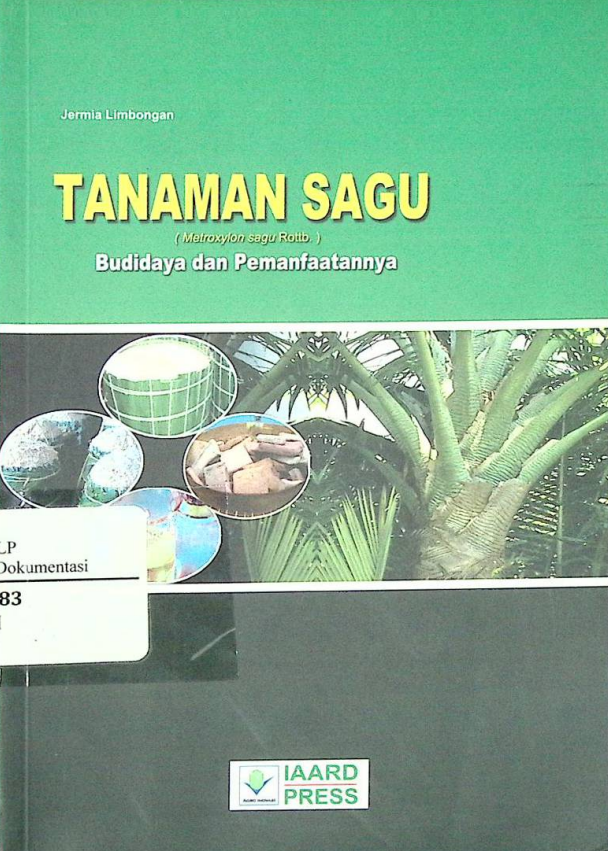 Jermia Limbongan
TANAMAN SAGU
( Metroxylon sagu Rottb. )
Budidaya dan Pemanfaatannya
LP
Dokumentasi
83
IAARD
PRESS